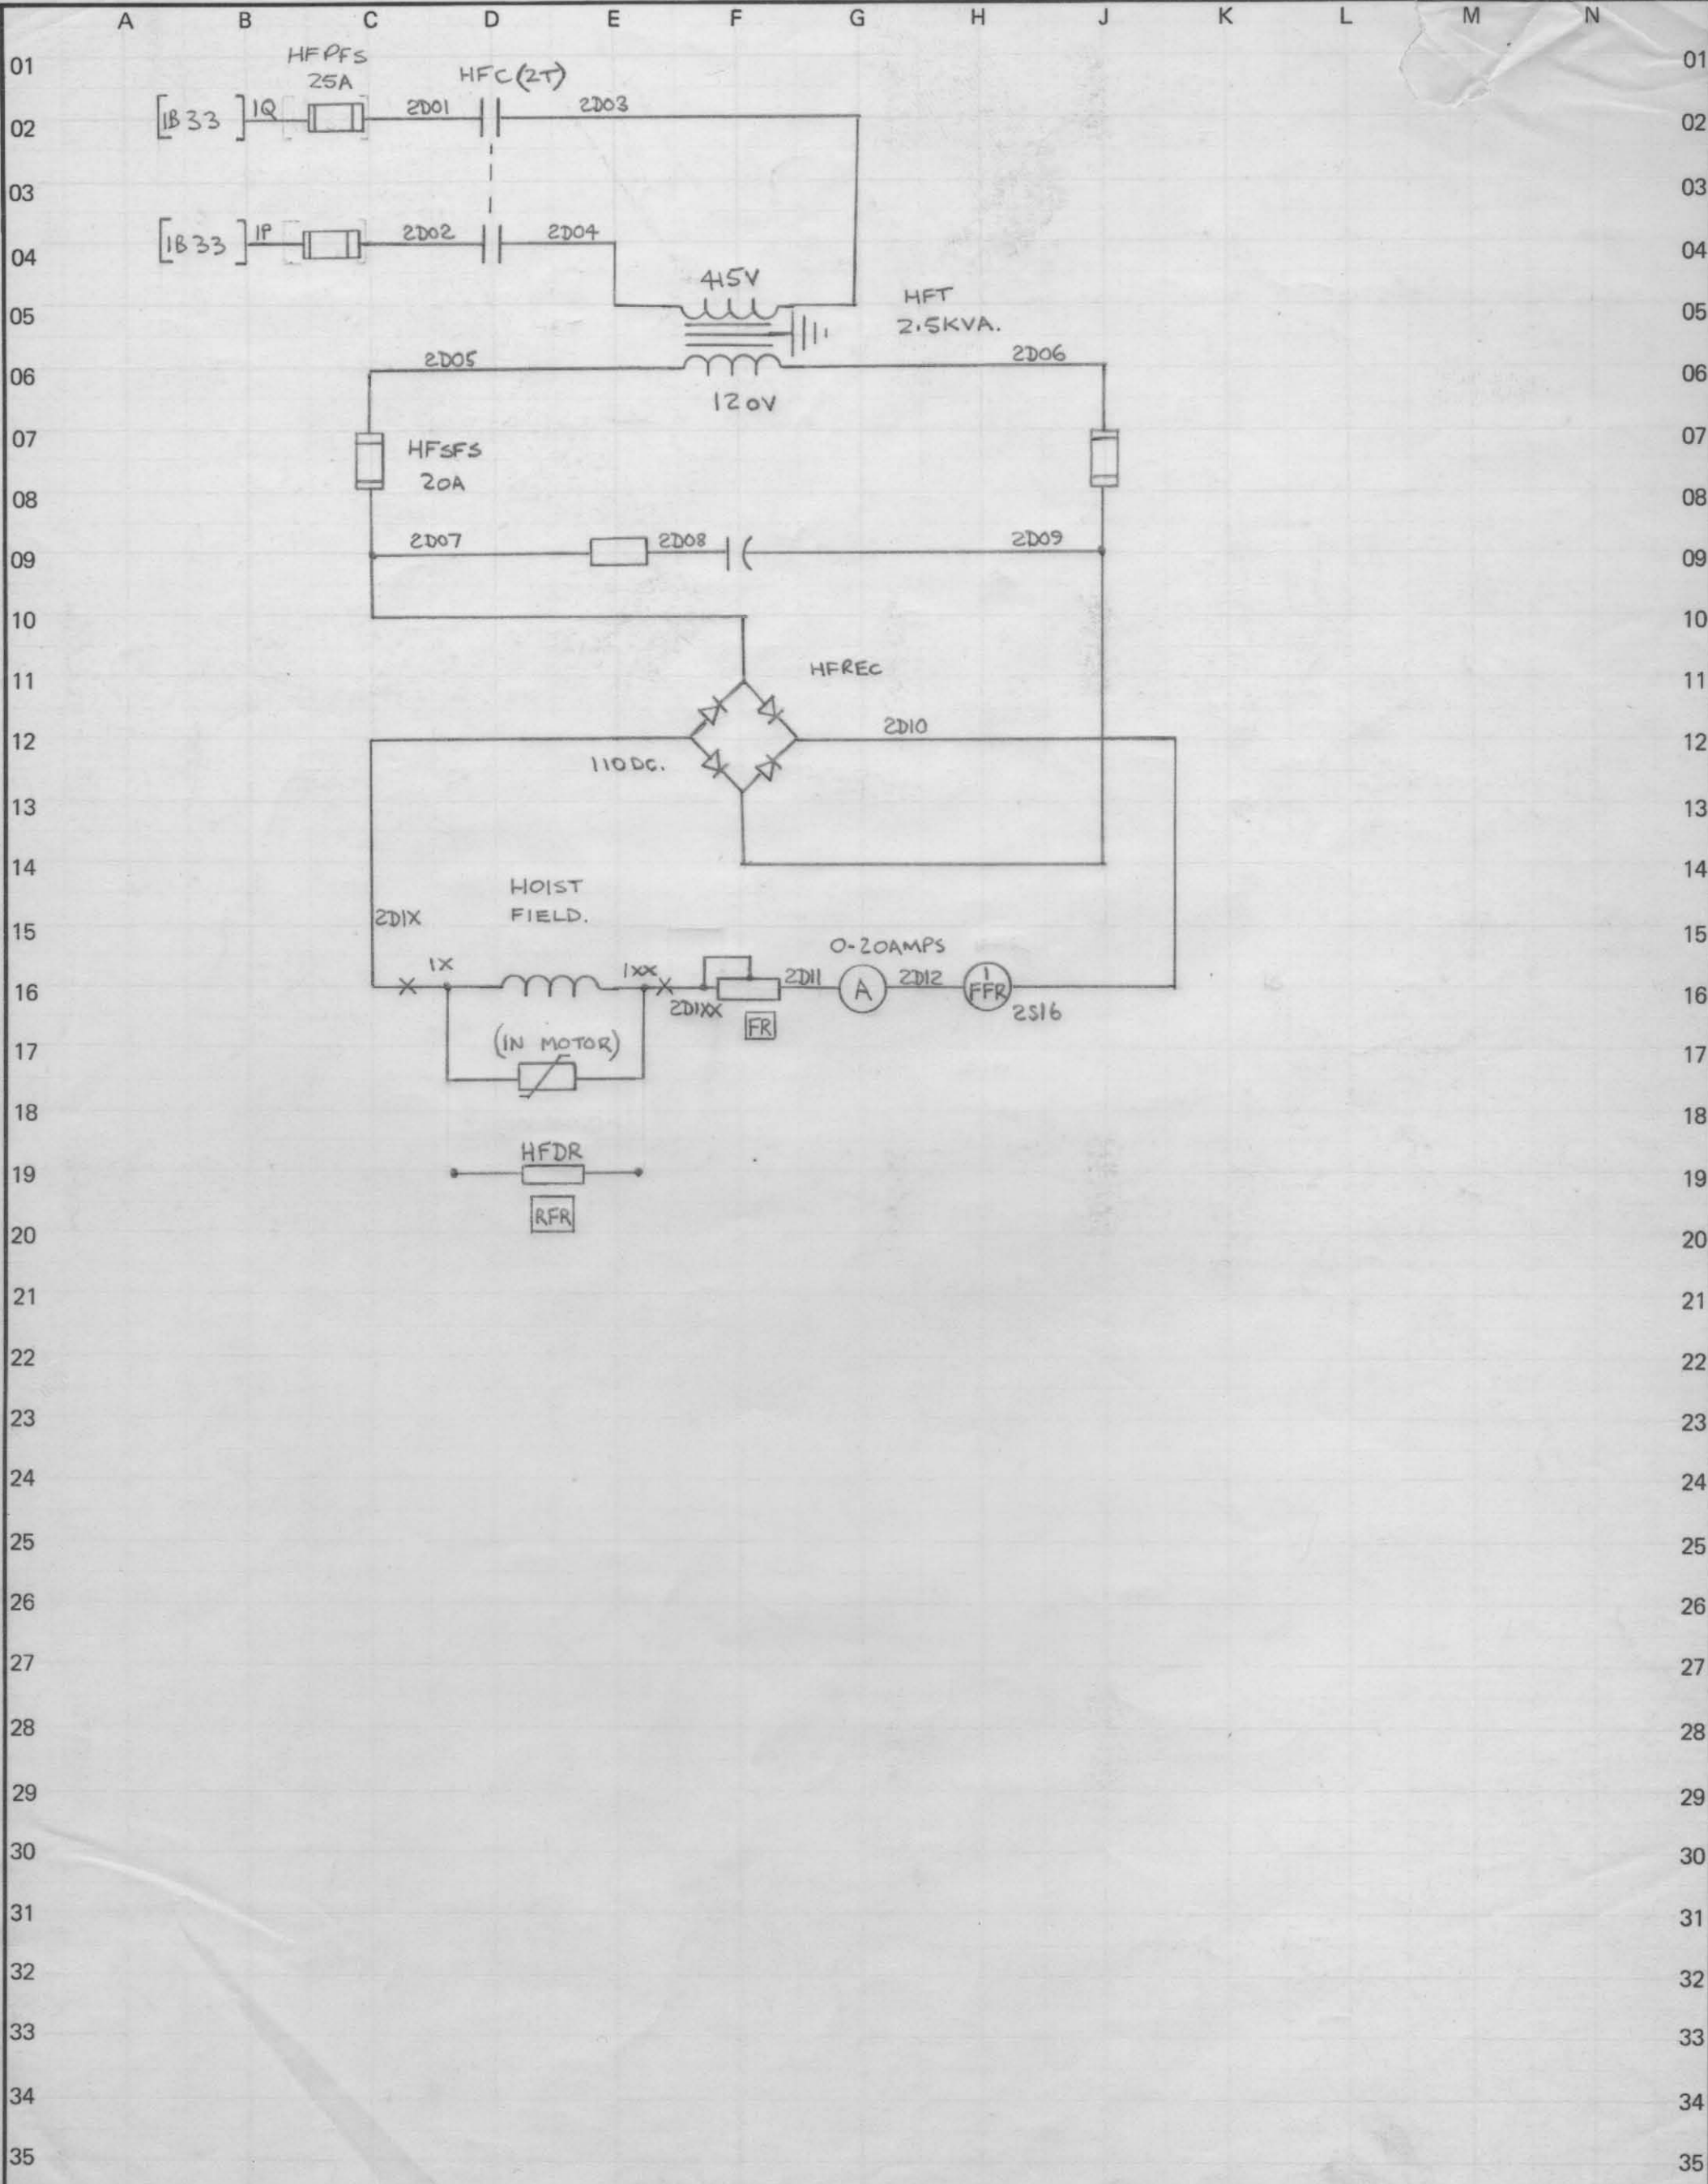 A B C D E F G H J K L M N
01 HFPFS 01
25A HFC(2T)
[1B33] 1Q 2D01 2D03
02 02
03 03
[1B33] 1P 2D02 2D04
04 04
415V
05 HFT 05
2.5KVA.
2D05 2D06
06 06
120V
07 HFSFS 07
20A
08 08
2D07 2D08 2D09
09 09
10 10
HFREC
11 11
2D10
12 12
110DC.
13 13
14 14
HOIST
2D1X FIELD.
15 15
0-20AMPS
1X 1XX 2D11 A 2D12 1
16 FFR 16
2D1XX 2S16
FR
17 (IN MOTOR) 17
18 18
HFDR
19 19
RFR
20 20
21 21
22 22
23 23
24 24
25 25
26 26
27 27
28 28
29 29
30 30
31 31
32 32
33 33
34 34
35 35